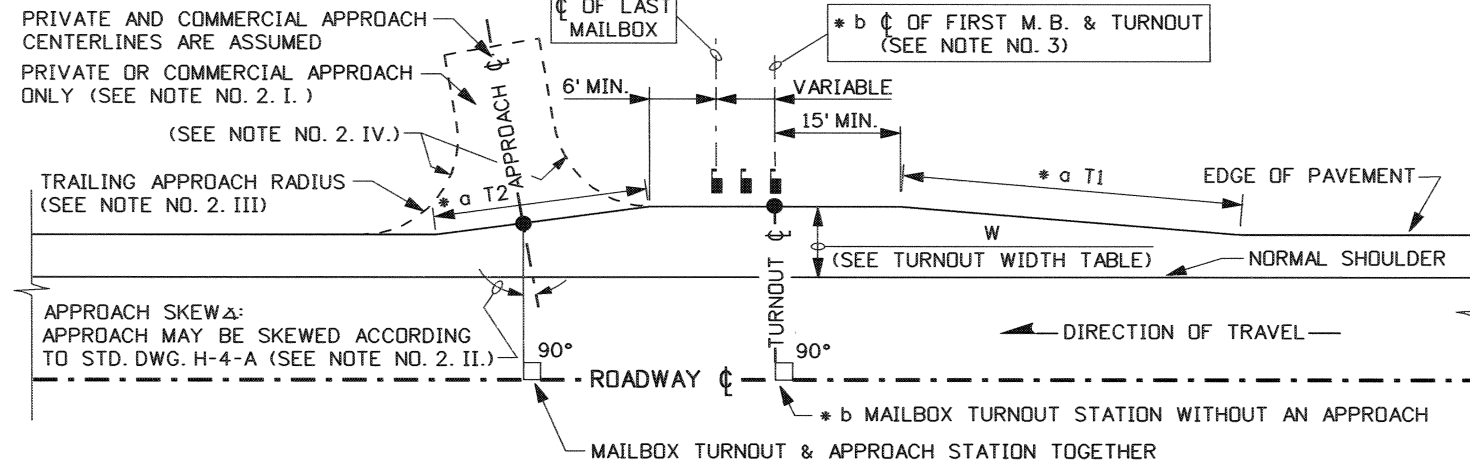 PRIVATE AND COMMERCIAL APPROACH
CENTERLINES ARE ASSUMED
PRIVATE OR COMMERCIAL APPROACH
ONLY (SEE NOTE NO. 2. I. )
(SEE NOTE NO. 2. IV.)
TRAILING APPROACH RADIUS
(SEE NOTE NO. 2. III)
APPROACH ℄
℄ OF LAST
MAILBOX
* b ℄ OF FIRST M. B. & TURNOUT
(SEE NOTE NO. 3)
6' MIN.
VARIABLE
15' MIN.
* a T2
* a T1
EDGE OF PAVEMENT
W
(SEE TURNOUT WIDTH TABLE)
NORMAL SHOULDER
TURNOUT ℄
APPROACH SKEW∡:
APPROACH MAY BE SKEWED ACCORDING
TO STD. DWG. H-4-A (SEE NOTE NO. 2. II.)
DIRECTION OF TRAVEL
90°
90°
ROADWAY ℄
* b MAILBOX TURNOUT STATION WITHOUT AN APPROACH
MAILBOX TURNOUT & APPROACH STATION TOGETHER